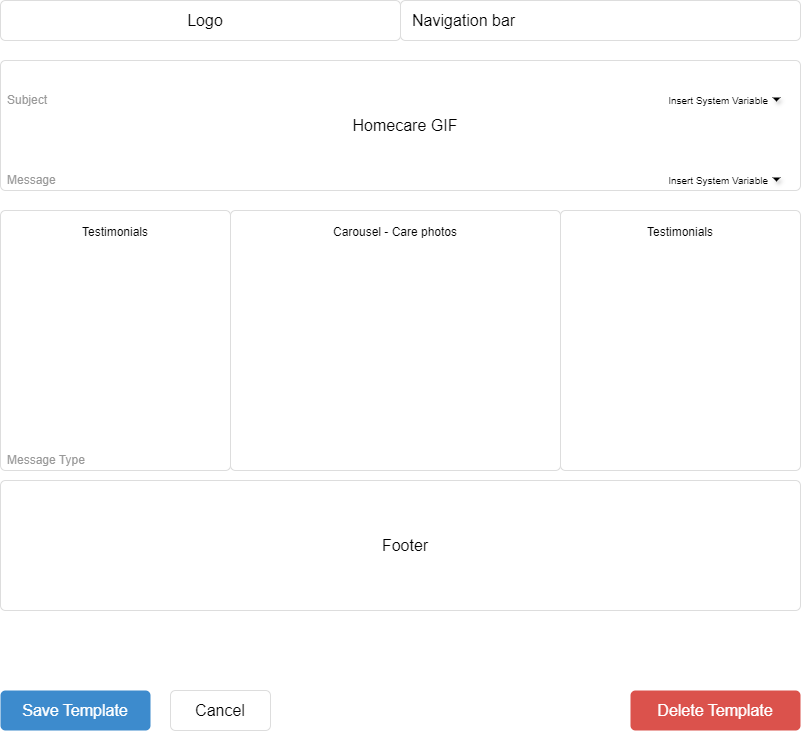 Logo
Navigation bar
Subject
Insert System Variable
Homecare GIF
Message
Insert System Variable
Testimonials
Carousel - Care photos
Testimonials
Message Type
Footer
Save Template
Cancel
Delete Template